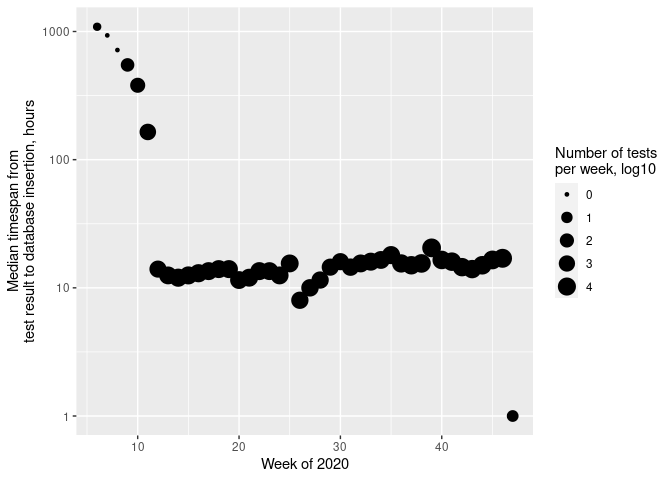 1000
100
10
1
10
20
30
40
Week of 2020
Median timespan from
test result to database insertion, hours
Number of tests
per week, log10
0
1
2
3
4